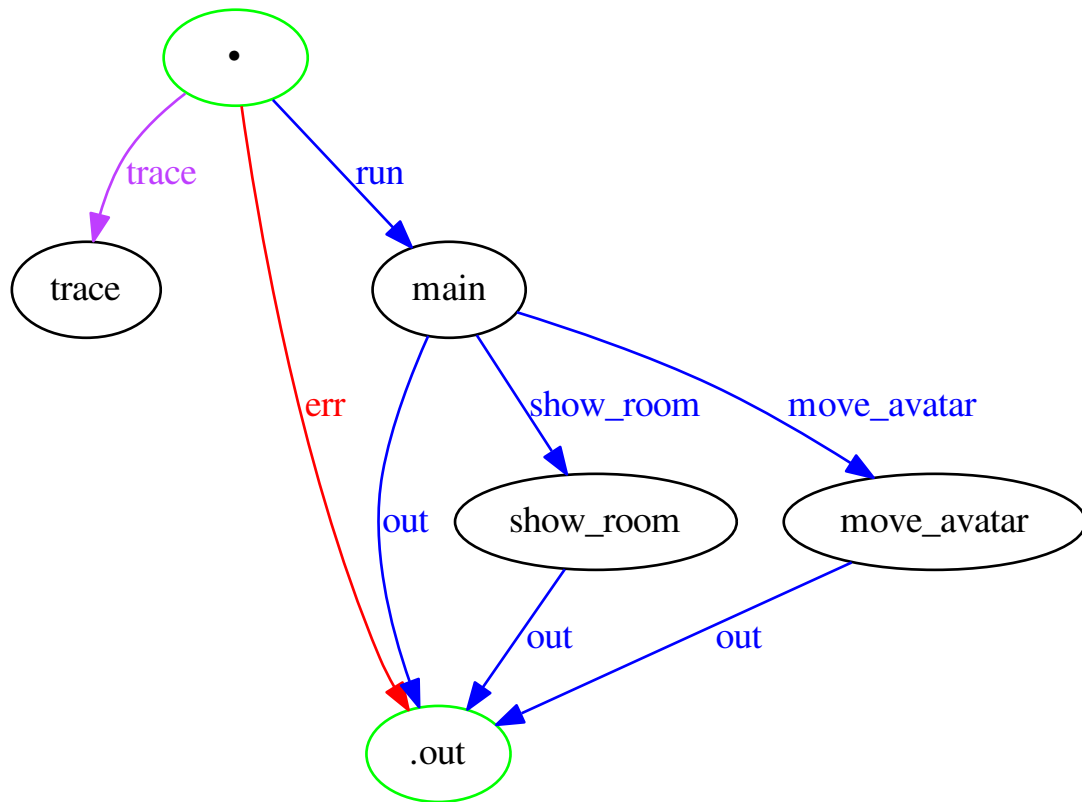 •
trace
run
trace
main
err
show_room
move_avatar
out
show_room
move_avatar
out
out
.out